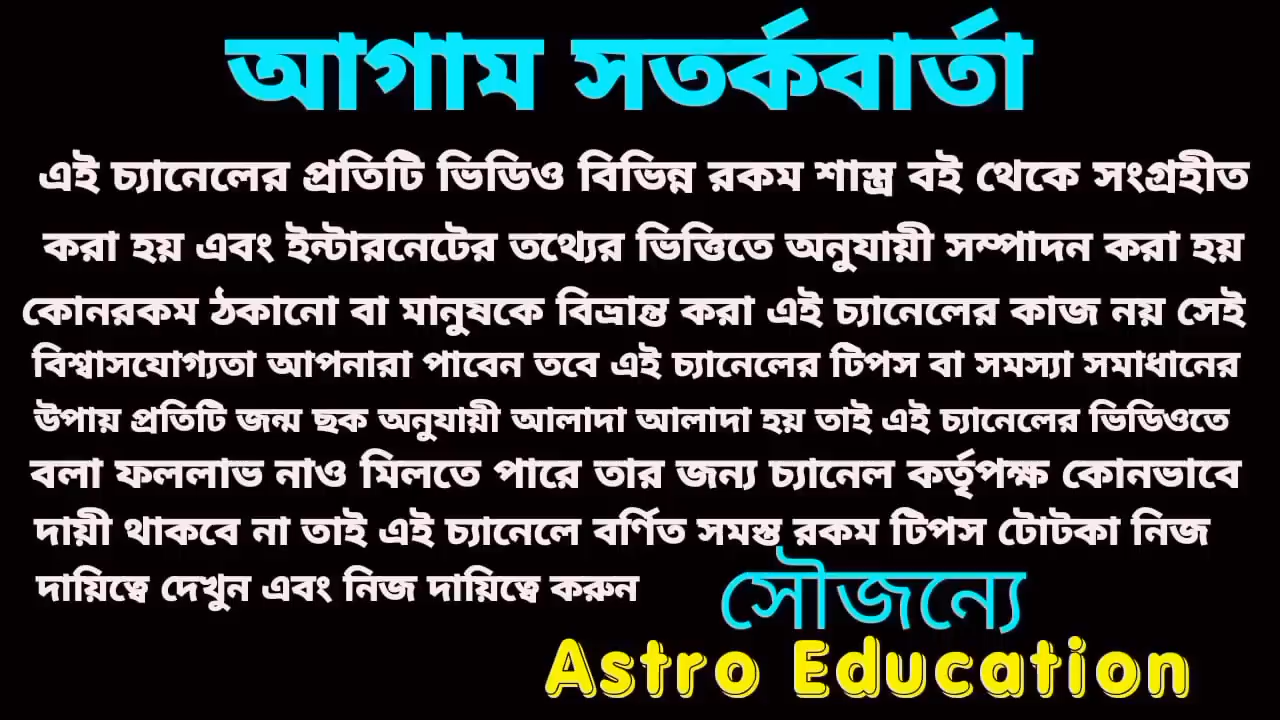 আগাম সতর্কবার্তা
এই চ্যানেলের প্রতিটি ভিডিও বিভিন্ন রকম শাস্ত্র বই থেকে সংগ্রহীত
করা হয় এবং ইন্টারনেটের তথ্যের ভিত্তিতে অনুযায়ী সম্পাদন করা হয়
কোনরকম ঠকানো বা মানুষকে বিভ্রান্ত করা এই চ্যানেলের কাজ নয় সেই
বিশ্বাসযোগ্যতা আপনারা পাবেন তবে এই চ্যানেলের টিপস বা সমস্যা সমাধানের
উপায় প্রতিটি জন্ম ছক অনুযায়ী আলাদা আলাদা হয় তাই এই চ্যানেলের ভিডিওতে
বলা ফললাভ নাও মিলতে পারে তার জন্য চ্যানেল কর্তৃপক্ষ কোনভাবে
দায়ী থাকবে না তাই এই চ্যানেলে বর্ণিত সমস্ত রকম টিপস টোটকা নিজ
দায়িত্বে দেখুন এবং নিজ দায়িত্বে করুন
সৌজন্যে
Astro Education